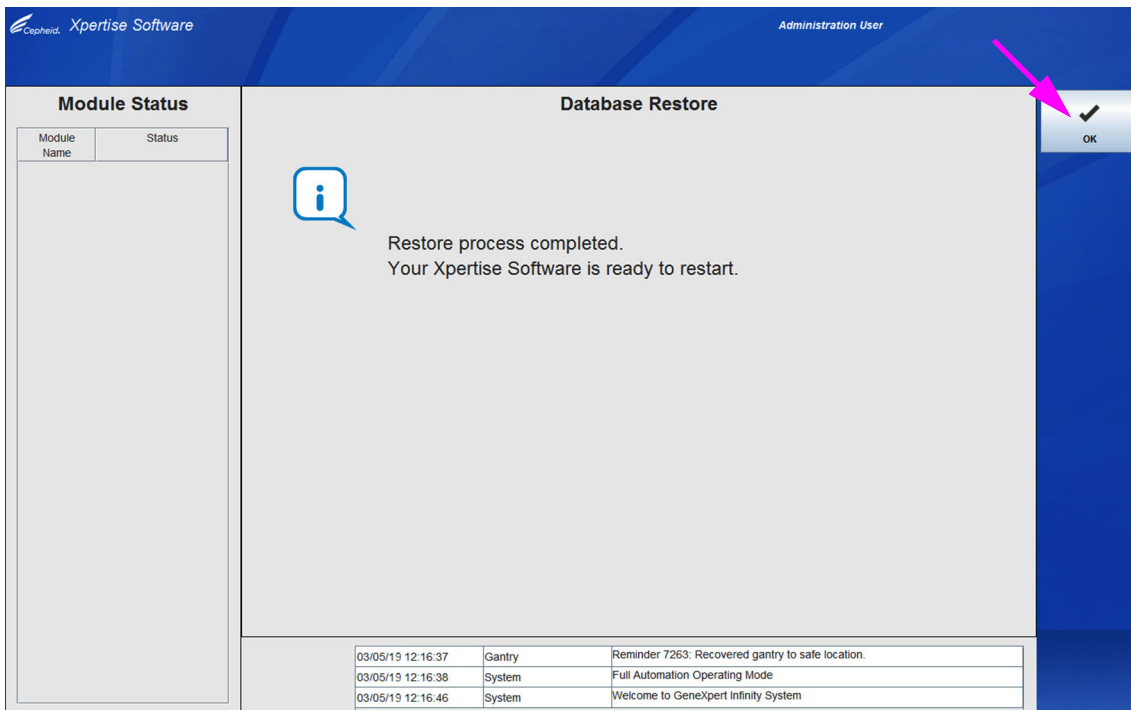 Cepheid. Xpertise Software
Administration User
Module Status
Module Name
Status
Database Restore
OK
i
Restore process completed.
Your Xpertise Software is ready to restart.
03/05/19 12:16:37 Gantry Reminder 7263: Recovered gantry to safe location.
03/05/19 12:16:38 System Full Automation Operating Mode
03/05/19 12:16:46 System Welcome to GeneXpert Infinity System